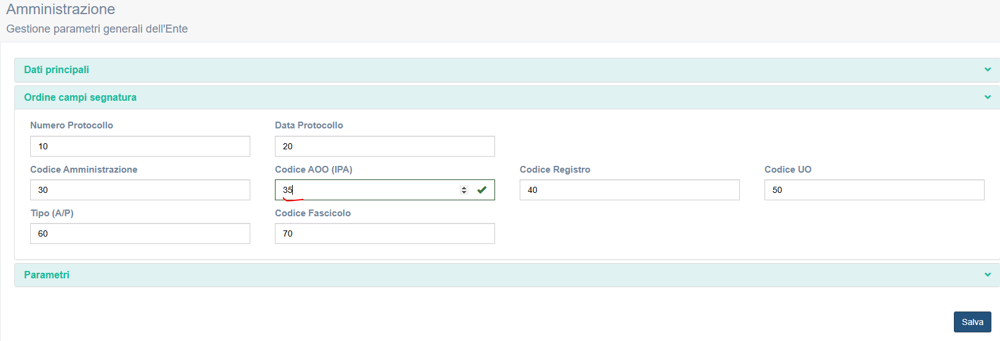 Amministrazione
Gestione parametri generali dell'Ente
Dati principali
Ordine campi segnatura
Numero Protocollo
Data Protocollo
10
20
Codice Amministrazione
Codice AOO (IPA)
Codice Registro
Codice UO
30
35
40
50
Tipo (A/P)
Codice Fascicolo
60
70
Parametri
Salva